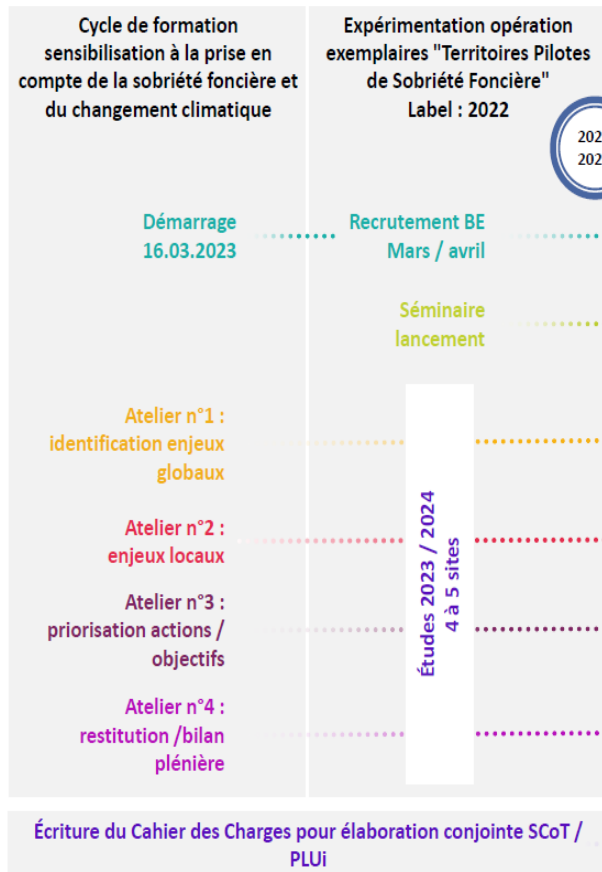 Cycle de formation
sensibilisation à la prise en
compte de la sobriété foncière et
du changement climatique
Expérimentation opération
exemplaires "Territoires Pilotes
de Sobriété Foncière"
Label : 2022
202
202
Démarrage
16.03.2023
Recrutement BE
Mars / avril
Séminaire
lancement
Atelier n°1 :
identification enjeux
globaux
Atelier n°2 :
enjeux locaux
Atelier n°3 :
priorisation actions /
objectifs
Atelier n°4 :
restitution /bilan
plénière
Études 2023 / 2024
4 à 5 sites
Écriture du Cahier des Charges pour élaboration conjointe SCoT /
PLUi